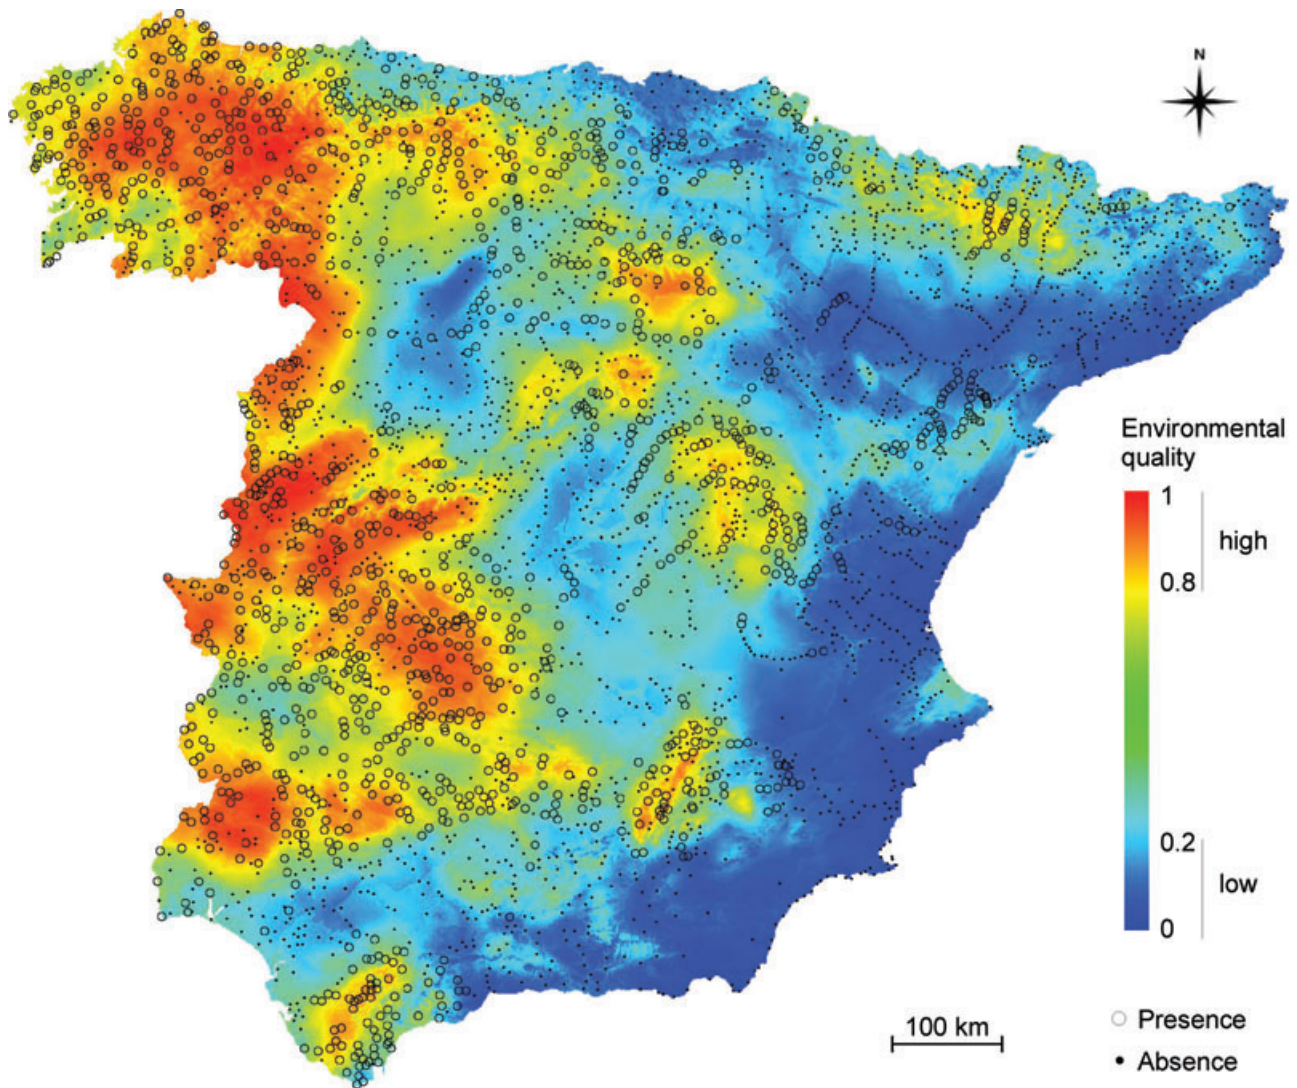 N
Environmental
quality
1
high
0.8
0.2
low
0
100 km
Presence
Absence